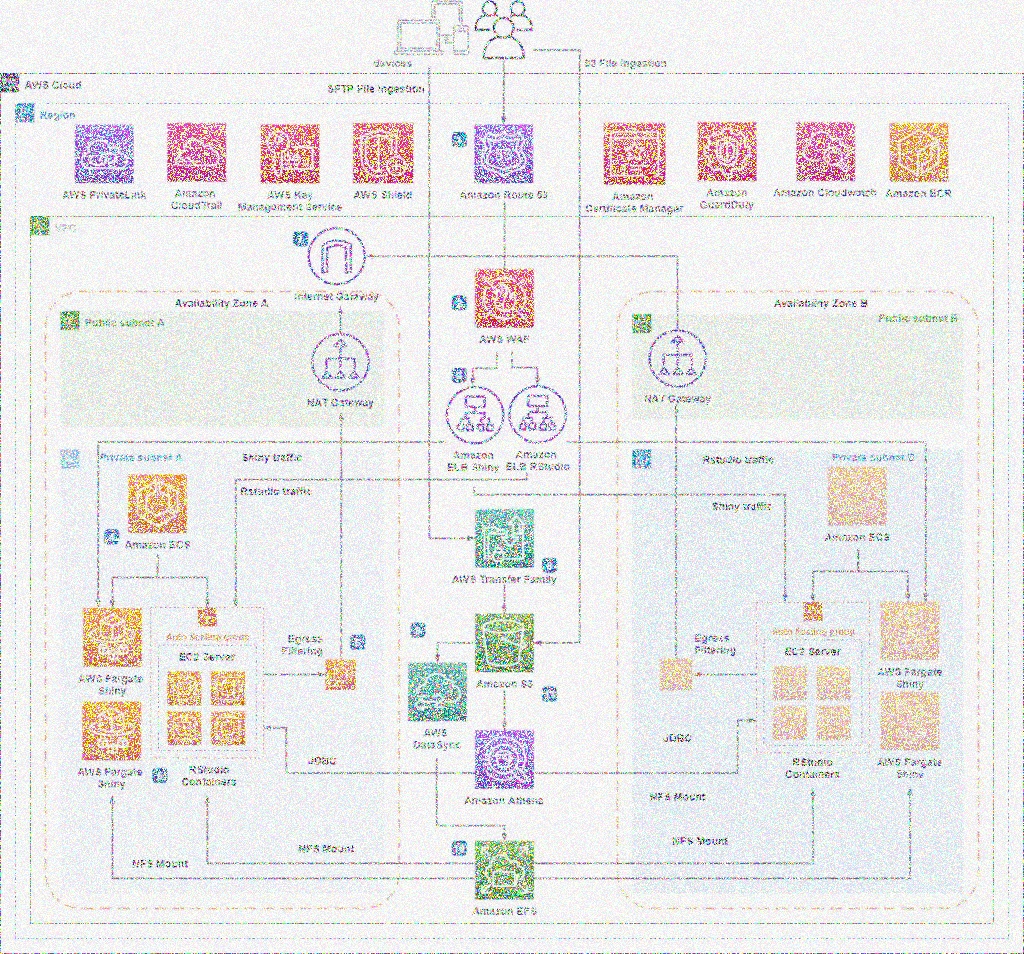 devices
S3 File Ingestion
AWS Cloud
SFTP File Ingestion
Region
AWS PrivateLink
Amazon
CloudTrail
AWS Key
Management Service
AWS Shield
Amazon Route 53
Amazon
Certificate Manager
Amazon
GuardDuty
Amazon Cloudwatch
Amazon ECR
VPC
Internet Gateway
Availability Zone A
Availability Zone B
Public subnet A
Public subnet B
AWS WAF
NAT Gateway
NAT Gateway
Private subnet A
Shiny traffic
Amazon
ELB Shiny
Amazon
ELB RStudio
Rstudio traffic
Private subnet B
Rstudio traffic
Shiny traffic
Amazon ECS
Amazon ECS
AWS Transfer Family
Auto Scaling group
EC2 Server
Egress
Filtering
Egress
Filtering
Auto Scaling group
EC2 Server
AWS Fargate
Shiny
Amazon S3
AWS Fargate
Shiny
AWS
DataSync
JDBC
JDBC
AWS Fargate
Shiny
RStudio
Containers
RStudio
Containers
AWS Fargate
Shiny
Amazon Athena
NFS Mount
NFS Mount
NFS Mount
NFS Mount
Amazon EFS